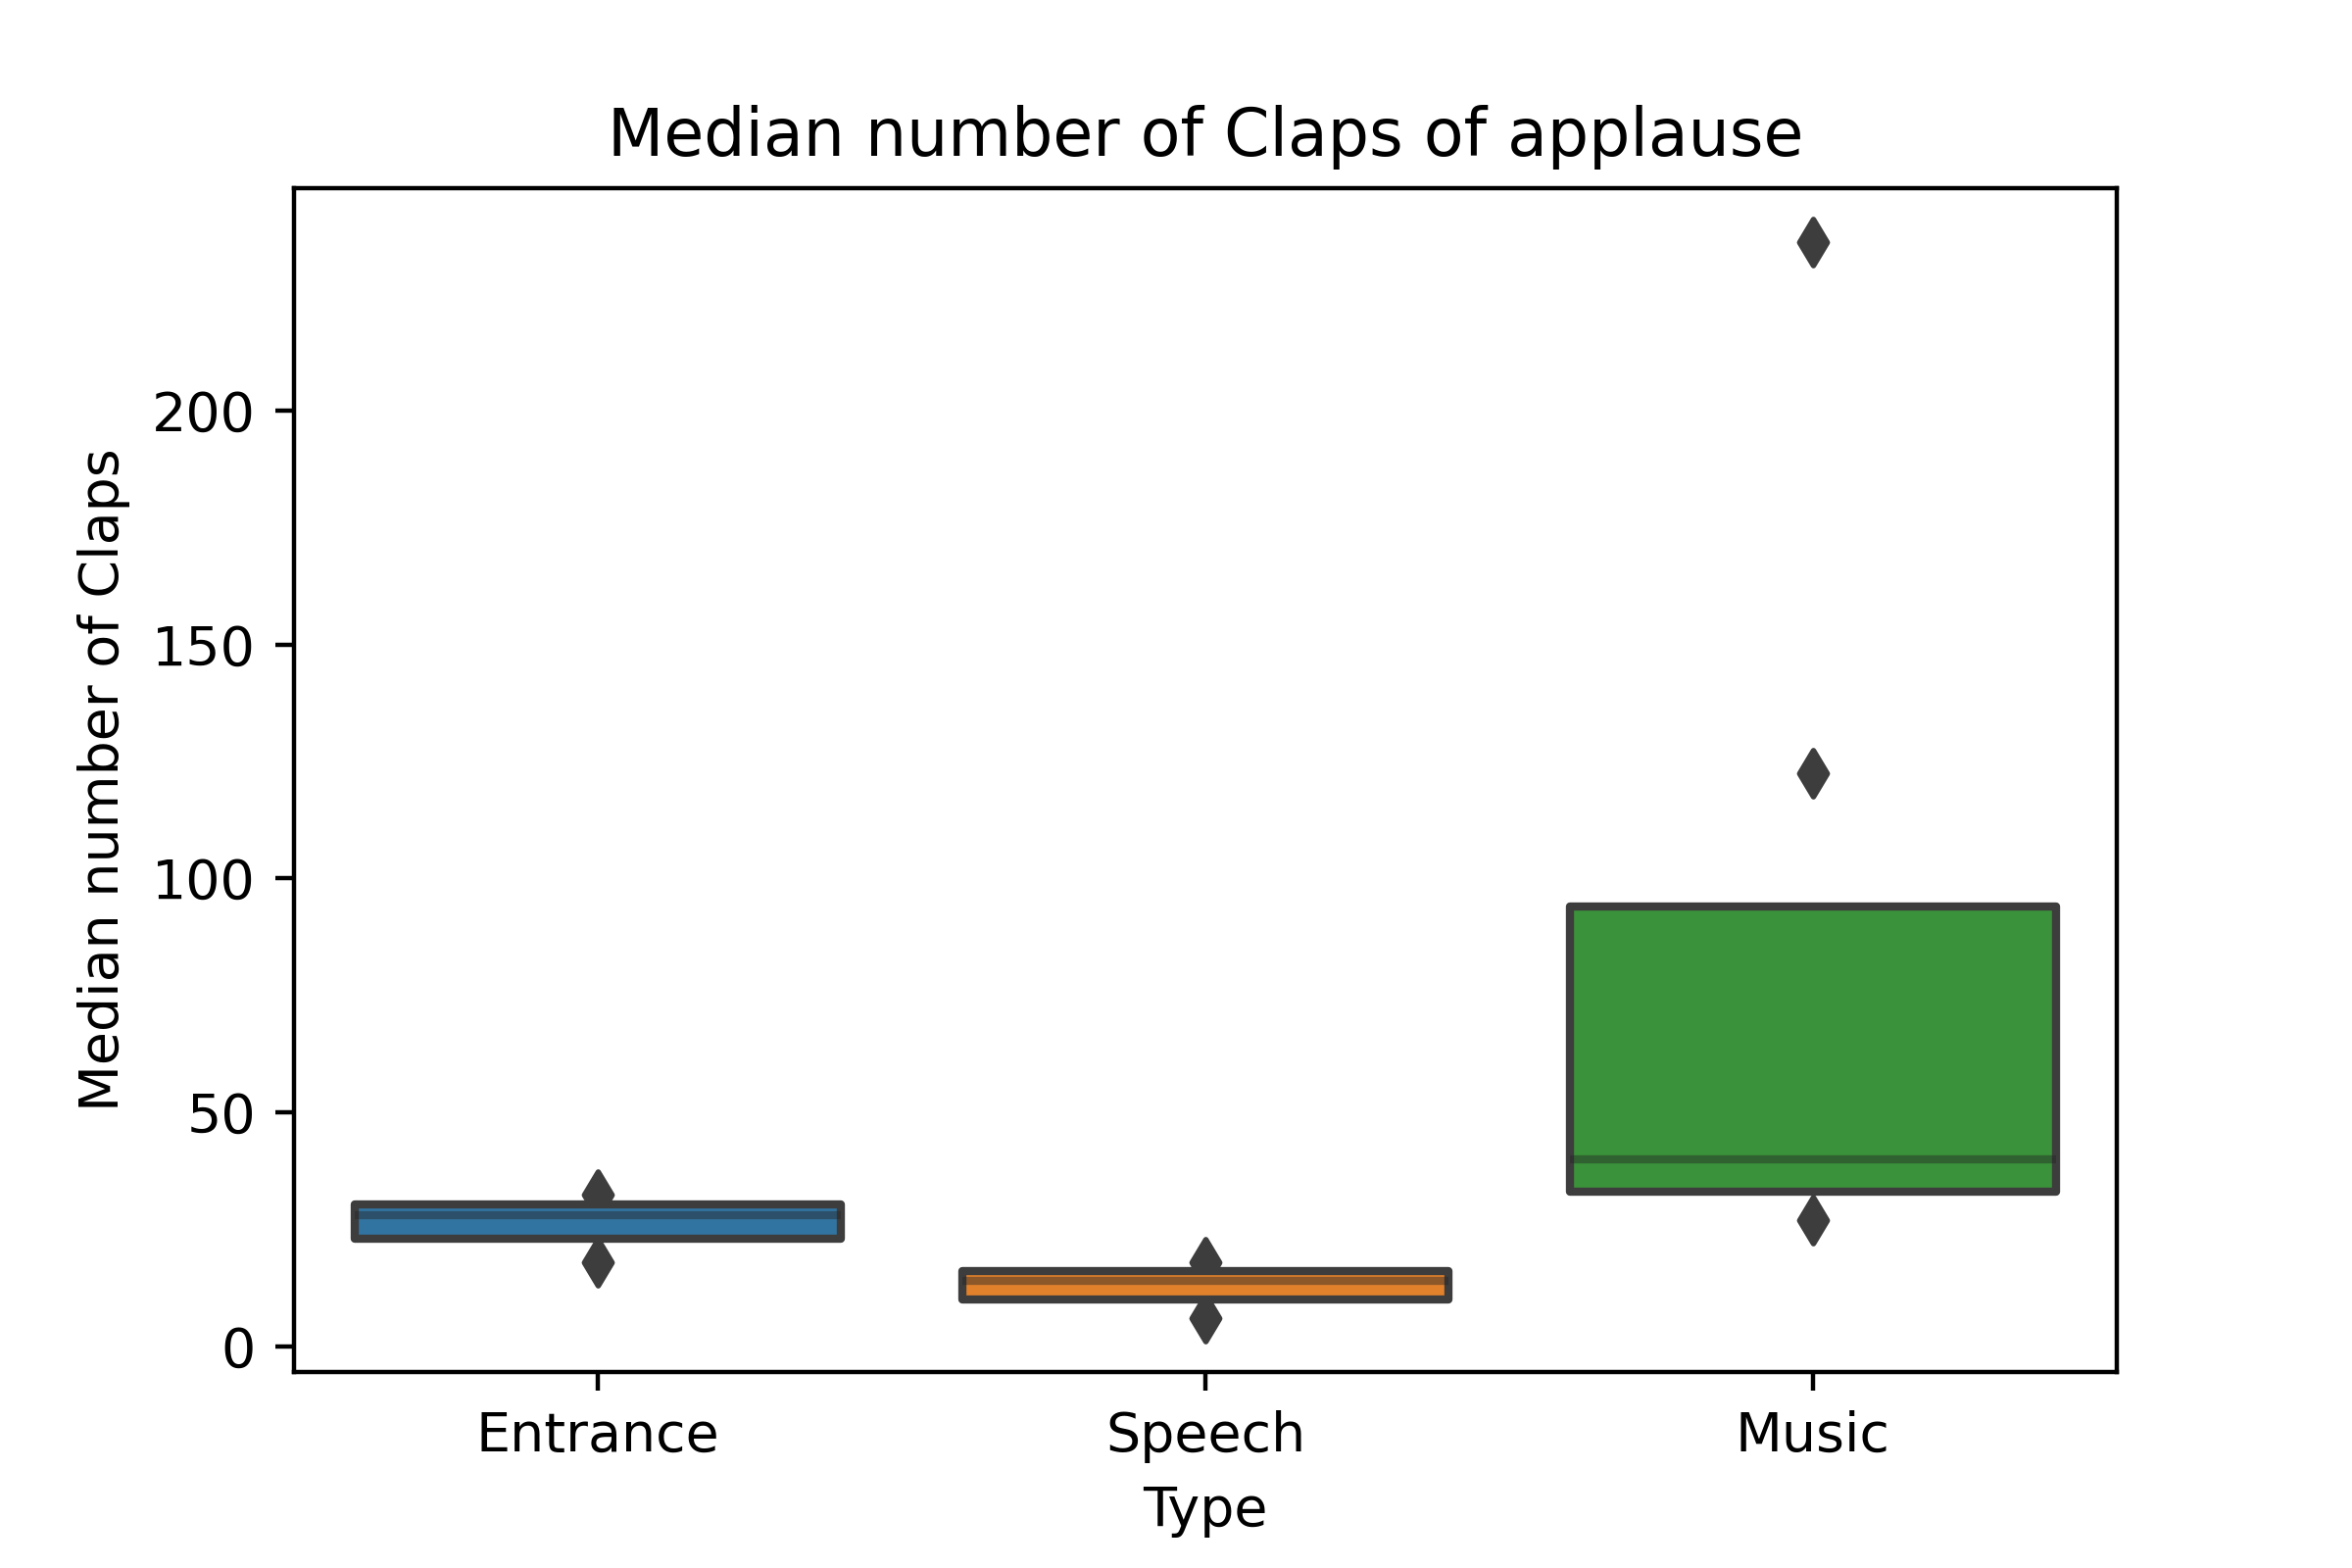 Median number of Claps of applause
Median number of Claps
200
150
100
50
0
Entrance
Speech
Music
Type